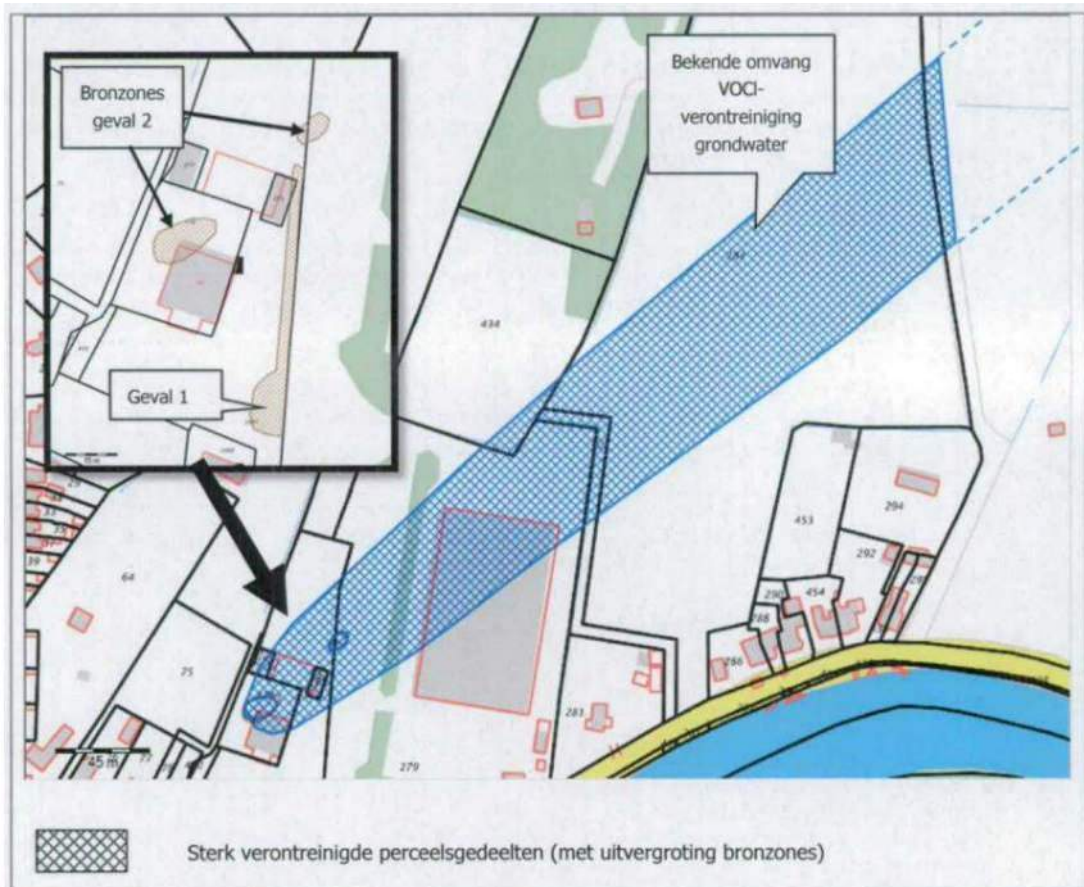 Bronzones
geval 2
Geval 1
Bekende omvang
VOCl-
verontreiniging
grondwater
434
64
75
39
45 m
279
283
453
294
292
290
454
288
286
Sterk verontreinigde perceelsgedeelten (met uitvergroting bronzones)